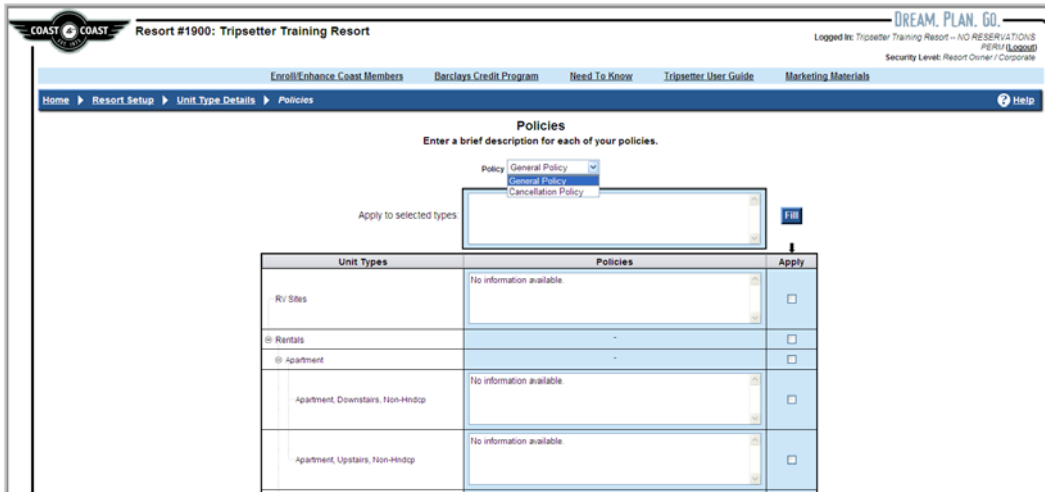 DREAM. PLAN. GO.
COAST COAST
EST. 1972
Resort #1900: Tripsetter Training Resort
Logged In: Tripsetter Training Resort -- NO RESERVATIONS
PERM (Logout)
Security Level: Resort Owner / Corporate
Enroll/Enhance Coast Members Barclays Credit Program Need To Know Tripsetter User Guide Marketing Materials
Home Resort Setup Unit Type Details Policies Help
Policies
Enter a brief description for each of your policies.
Policy General Policy
General Policy
Cancellation Policy
Apply to selected types: Fill
Unit Types Policies Apply
No information available.
RV Sites
Rentals -
Apartment -
No information available.
Apartment, Downstairs, Non-Hndcp
No information available.
Apartment, Upstairs, Non-Hndcp